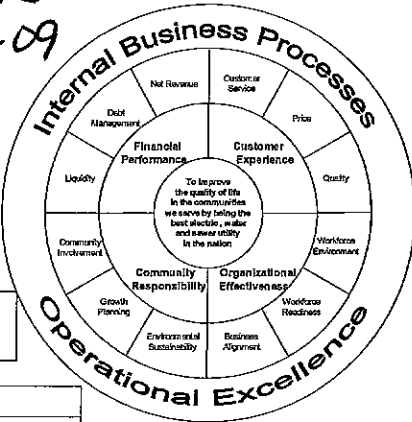 -09
Internal Business Processes
Net Revenue
Customer
Service
Debt
Management
Price
Financial
Performance
Customer
Experience
Liquidity
Quality
To improve
the quality of life
in the communities
we serve by being the
best electric, water
and sewer utility
in the nation
Community
Involvement
Workforce
Environment
Community
Responsibility
Organizational
Effectiveness
Growth
Planning
Workforce
Readiness
Environmental
Sustainability
Business
Alignment
Operational Excellence